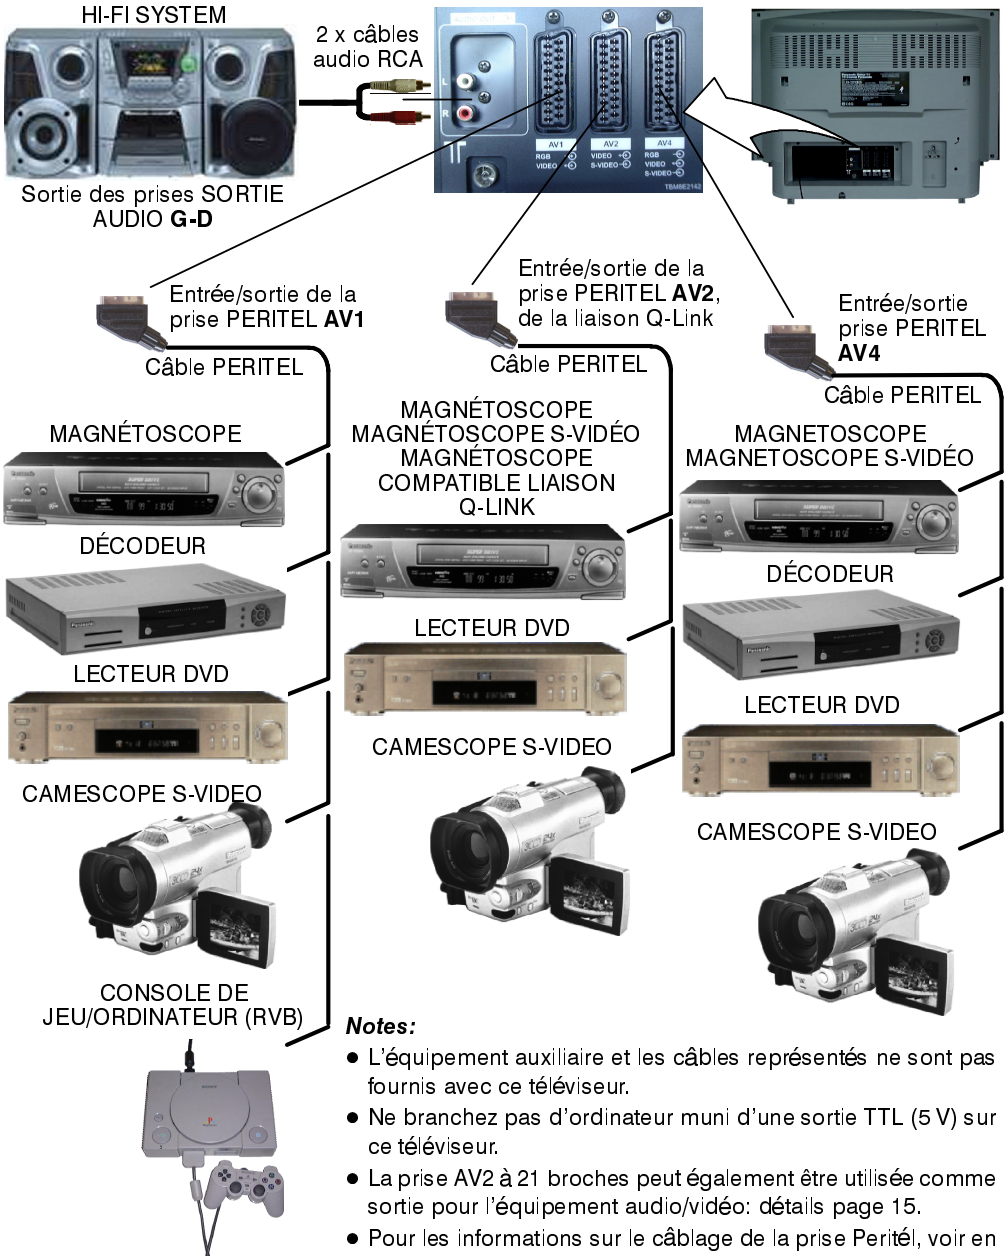 HI-FI SYSTEM
2 x câbles
audio RCA
Sortie des prises SORTIE
AUDIO G-D
L
R
AV1
RGB
VIDEO
AV2
VIDEO
S-VIDEO
AV4
RGB
VIDEO
S-VIDEO
TBM8E2142
Entrée/sortie de la
prise PERITEL AV1
Câble PERITEL
Entrée/sortie de la
prise PERITEL AV2,
de la liaison Q-Link
Câble PERITEL
Entrée/sortie
prise PERITEL
AV4
Câble PERITEL
MAGNÉTOSCOPE
DÉCODEUR
Panasonic
LECTEUR DVD
CAMESCOPE S-VIDEO
CONSOLE DE
JEU/ORDINATEUR (RVB)
MAGNÉTOSCOPE
MAGNÉTOSCOPE S-VIDÉO
MAGNÉTOSCOPE
COMPATIBLE LIAISON
Q-LINK
LECTEUR DVD
CAMESCOPE S-VIDEO
MAGNETOSCOPE
MAGNETOSCOPE S-VIDÉO
DÉCODEUR
Panasonic
LECTEUR DVD
CAMESCOPE S-VIDEO
Notes:
● L'équipement auxiliaire et les câbles représentés ne sont pas
fournis avec ce téléviseur.
● Ne branchez pas d'ordinateur muni d'une sortie TTL (5 V) sur
ce téléviseur.
● La prise AV2 à 21 broches peut également être utilisée comme
sortie pour l'équipement audio/vidéo: détails page 15.
● Pour les informations sur le câblage de la prise Peritél, voir en